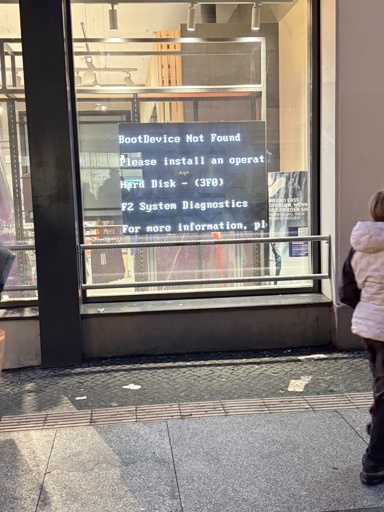 BootDevice Not Found
Please install an operat
Hard Disk - (3F0)
F2 System Diagnostics
For more information, pl